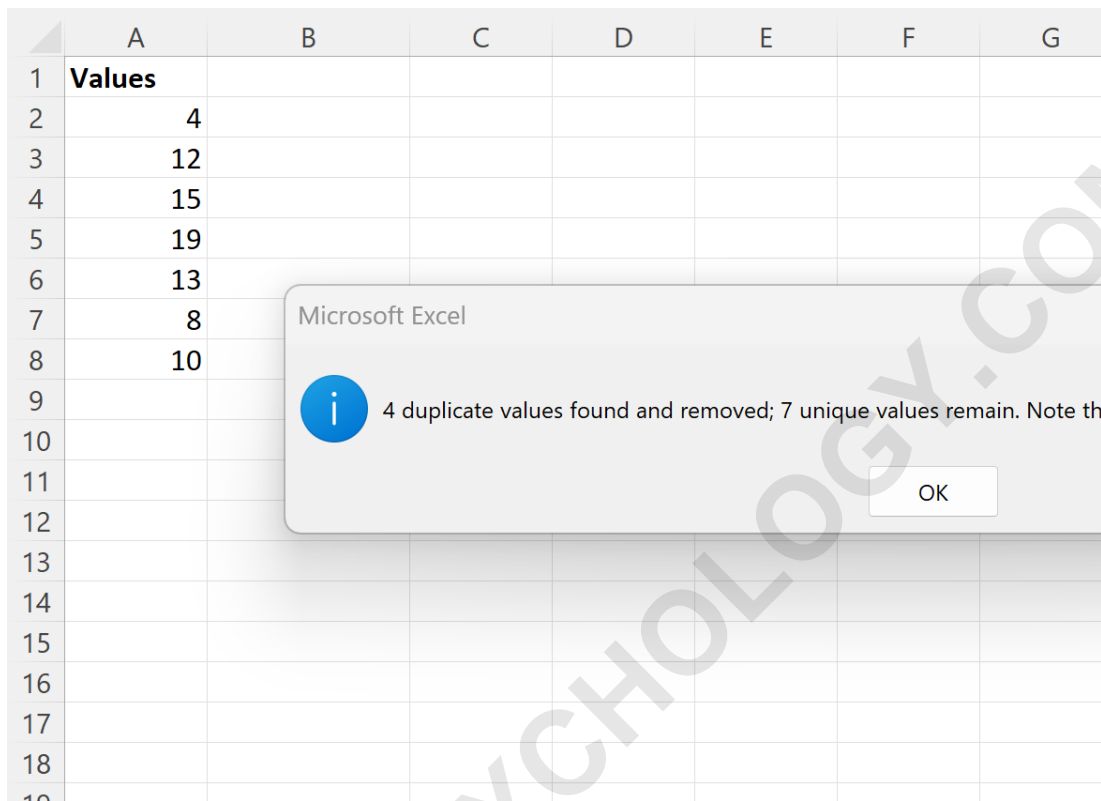 A B C D E F G
1 Values
2 4
3 12
4 15
5 19
6 13
7 8
8 10
9
10
11
12
13
14
15
16
17
18
Microsoft Excel
4 duplicate values found and removed; 7 unique values remain. Note th
OK
YCHOLOGY.CO